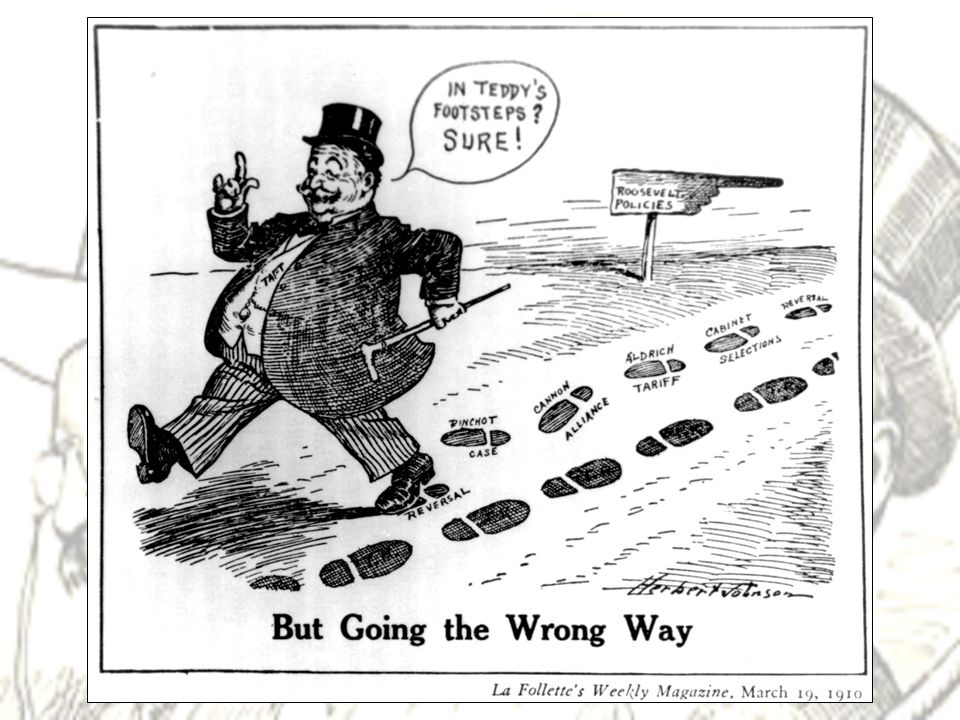 IN TEDDY'S
FOOTSTEPS?
SURE!
ROOSEVELT
POLICIES
TAFT
REVERSAL
CABINET
SELECTIONS
ALDRICH
TARIFF
CANNON
ALLIANCE
PINCHOT
CASE
REVERSAL
Herbert Johnson
But Going the Wrong Way
La Follette's Weekly Magazine, March 19, 1910